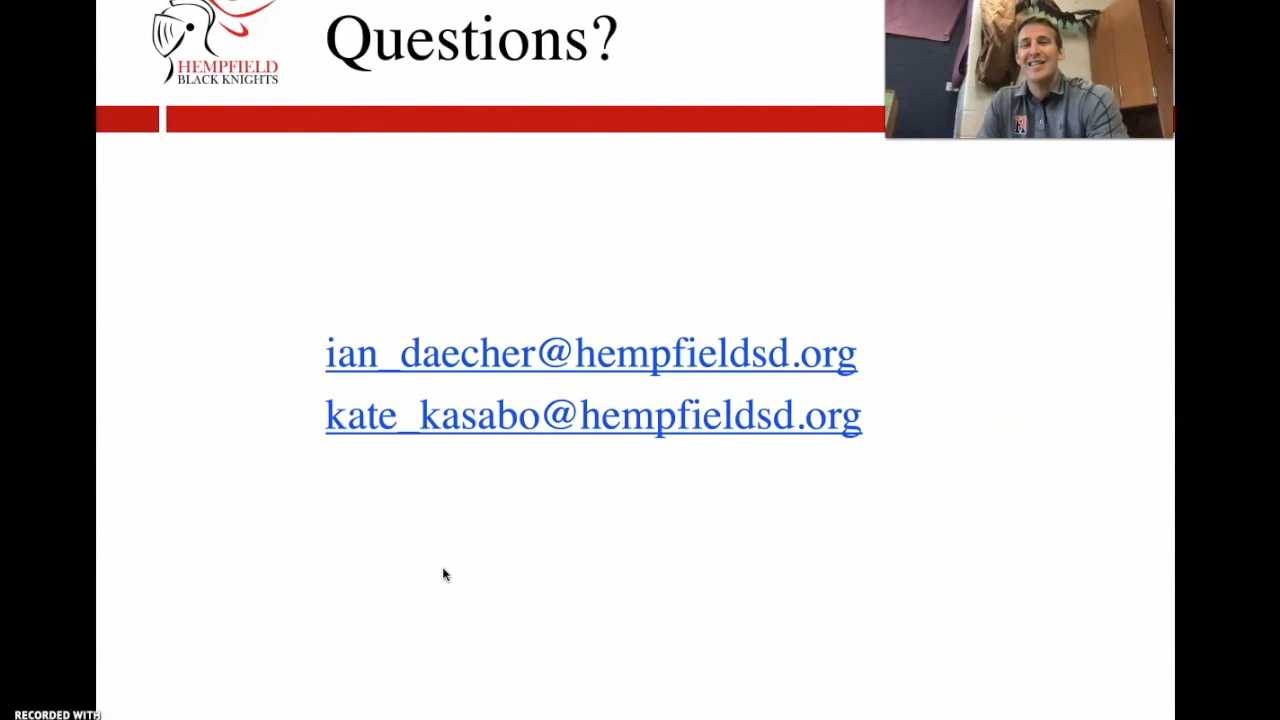 Questions?
HEMPFIELD
BLACK KNIGHTS
ian_daecher@hempfieldsd.org
kate_kasabo@hempfieldsd.org
RECORDED WITH